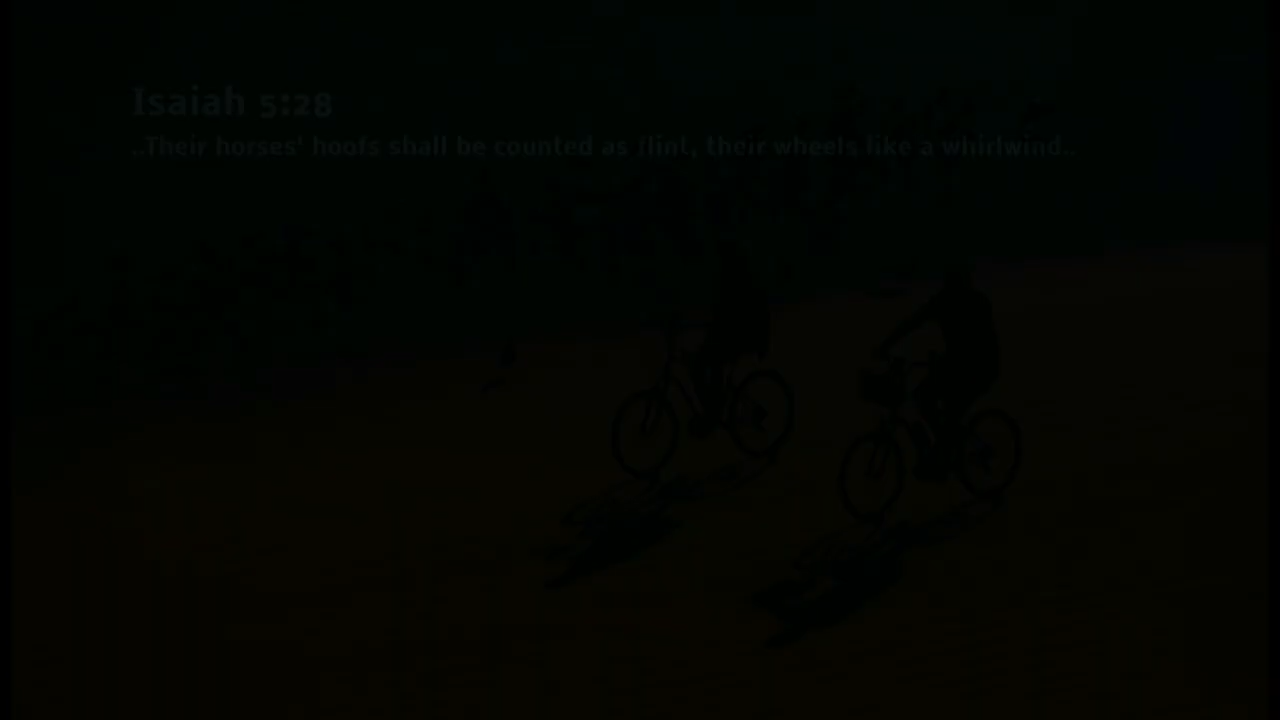 Isaiah 5:28
..Their horses' hoofs shall be counted as flint, their wheels like a whirlwind..